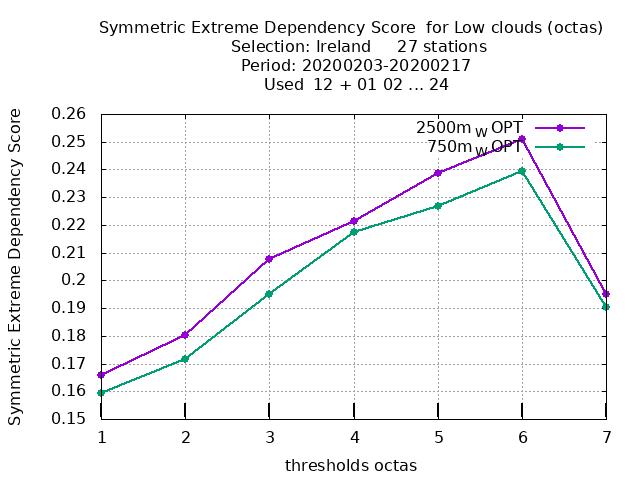 Symmetric Extreme Dependency Score  for Low clouds (octas)
Selection: Ireland     27 stations
Period: 20200203-20200217
Used  12 + 01 02 ... 24
Symmetric Extreme Dependency Score
0.26
0.25
0.24
0.23
0.22
0.21
0.2
0.19
0.18
0.17
0.16
0.15
2500m W OPT
750m W OPT
1 2 3 4 5 6 7
thresholds octas